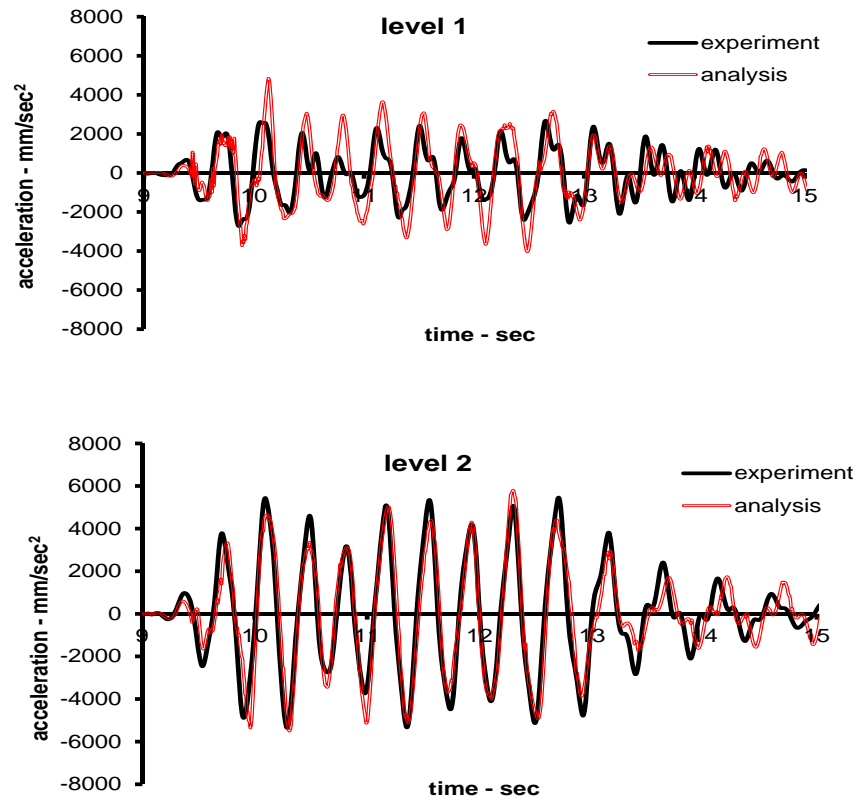 level 1
8000
6000
4000
2000
0
-2000
-4000
-6000
-8000
acceleration - mm/sec²
9 10 11 12 13 14 15
time - sec
experiment
analysis
level 2
8000
6000
4000
2000
0
-2000
-4000
-6000
-8000
acceleration - mm/sec²
9 10 11 12 13 14 15
time - sec
experiment
analysis